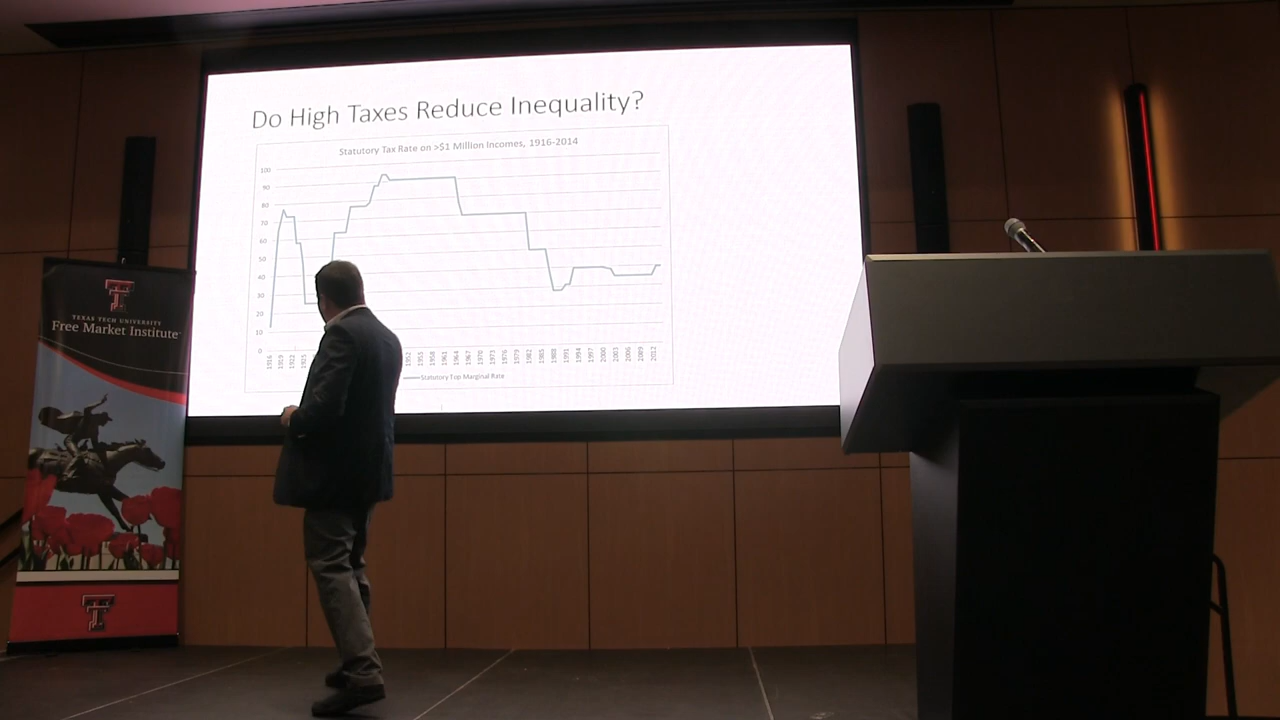 Do High Taxes Reduce Inequality?
Statutory Tax Rate on >$1 Million Incomes, 1916-2014
100
90
80
70
60
50
40
30
20
10
0
1916 1919 1922 1925 1952 1955 1958 1961 1964 1967 1970 1973 1976 1979 1982 1985 1988 1991 1994 1997 2000 2003 2006 2009 2012
Statutory Top Marginal Rate
TEXAS TECH UNIVERSITY
Free Market Institute